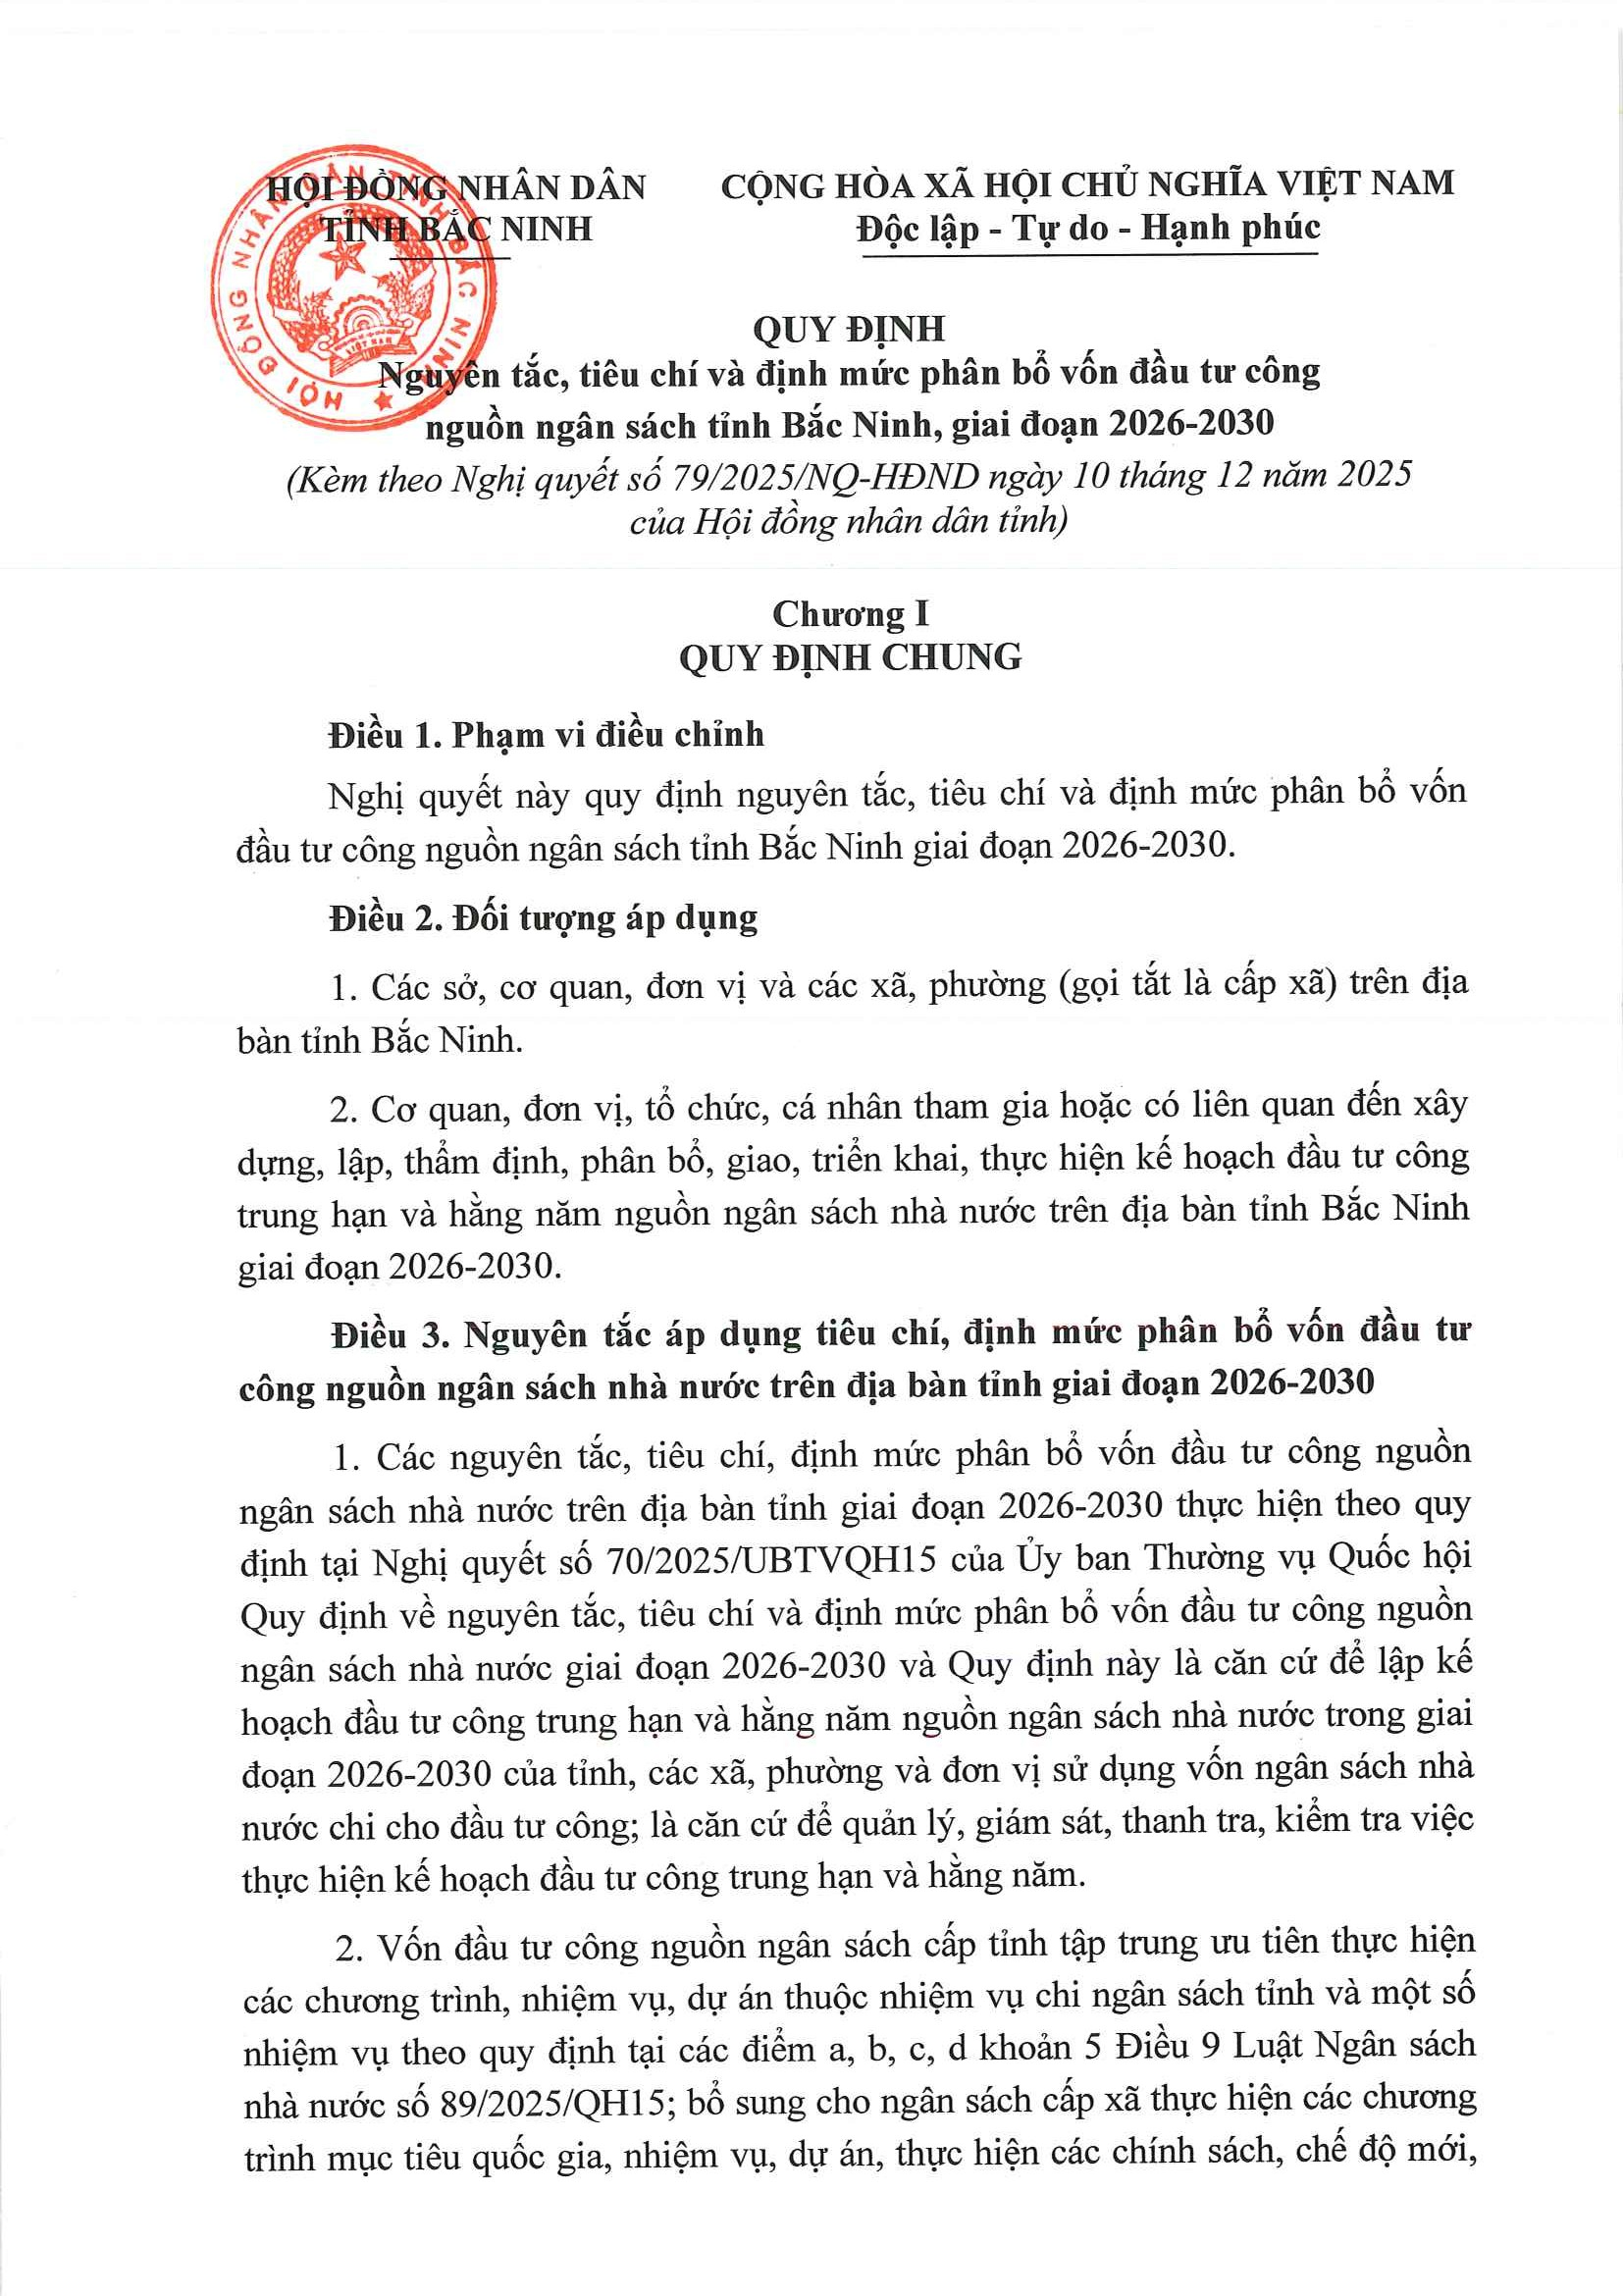 HỘI ĐỒNG NHÂN DÂN
TỈNH BẮC NINH
CỘNG HÒA XÃ HỘI CHỦ NGHĨA VIỆT NAM
Độc lập - Tự do - Hạnh phúc
HỘI ĐỒNG NHÂN DÂN TỈNH BẮC NINH
VIỆT NAM
QUY ĐỊNH
Nguyên tắc, tiêu chí và định mức phân bổ vốn đầu tư công
nguồn ngân sách tỉnh Bắc Ninh, giai đoạn 2026-2030
(Kèm theo Nghị quyết số 79/2025/NQ-HĐND ngày 10 tháng 12 năm 2025
của Hội đồng nhân dân tỉnh)
Chương I
QUY ĐỊNH CHUNG
Điều 1. Phạm vi điều chỉnh
Nghị quyết này quy định nguyên tắc, tiêu chí và định mức phân bổ vốn
đầu tư công nguồn ngân sách tỉnh Bắc Ninh giai đoạn 2026-2030.
Điều 2. Đối tượng áp dụng
1. Các sở, cơ quan, đơn vị và các xã, phường (gọi tắt là cấp xã) trên địa
bàn tỉnh Bắc Ninh.
2. Cơ quan, đơn vị, tổ chức, cá nhân tham gia hoặc có liên quan đến xây
dựng, lập, thẩm định, phân bổ, giao, triển khai, thực hiện kế hoạch đầu tư công
trung hạn và hằng năm nguồn ngân sách nhà nước trên địa bàn tỉnh Bắc Ninh
giai đoạn 2026-2030.
Điều 3. Nguyên tắc áp dụng tiêu chí, định mức phân bổ vốn đầu tư
công nguồn ngân sách nhà nước trên địa bàn tỉnh giai đoạn 2026-2030
1. Các nguyên tắc, tiêu chí, định mức phân bổ vốn đầu tư công nguồn
ngân sách nhà nước trên địa bàn tỉnh giai đoạn 2026-2030 thực hiện theo quy
định tại Nghị quyết số 70/2025/UBTVQH15 của Ủy ban Thường vụ Quốc hội
Quy định về nguyên tắc, tiêu chí và định mức phân bổ vốn đầu tư công nguồn
ngân sách nhà nước giai đoạn 2026-2030 và Quy định này là căn cứ để lập kế
hoạch đầu tư công trung hạn và hằng năm nguồn ngân sách nhà nước trong giai
đoạn 2026-2030 của tỉnh, các xã, phường và đơn vị sử dụng vốn ngân sách nhà
nước chi cho đầu tư công; là căn cứ để quản lý, giám sát, thanh tra, kiểm tra việc
thực hiện kế hoạch đầu tư công trung hạn và hằng năm.
2. Vốn đầu tư công nguồn ngân sách cấp tỉnh tập trung ưu tiên thực hiện
các chương trình, nhiệm vụ, dự án thuộc nhiệm vụ chi ngân sách tỉnh và một số
nhiệm vụ theo quy định tại các điểm a, b, c, d khoản 5 Điều 9 Luật Ngân sách
nhà nước số 89/2025/QH15; bổ sung cho ngân sách cấp xã thực hiện các chương
trình mục tiêu quốc gia, nhiệm vụ, dự án, thực hiện các chính sách, chế độ mới,